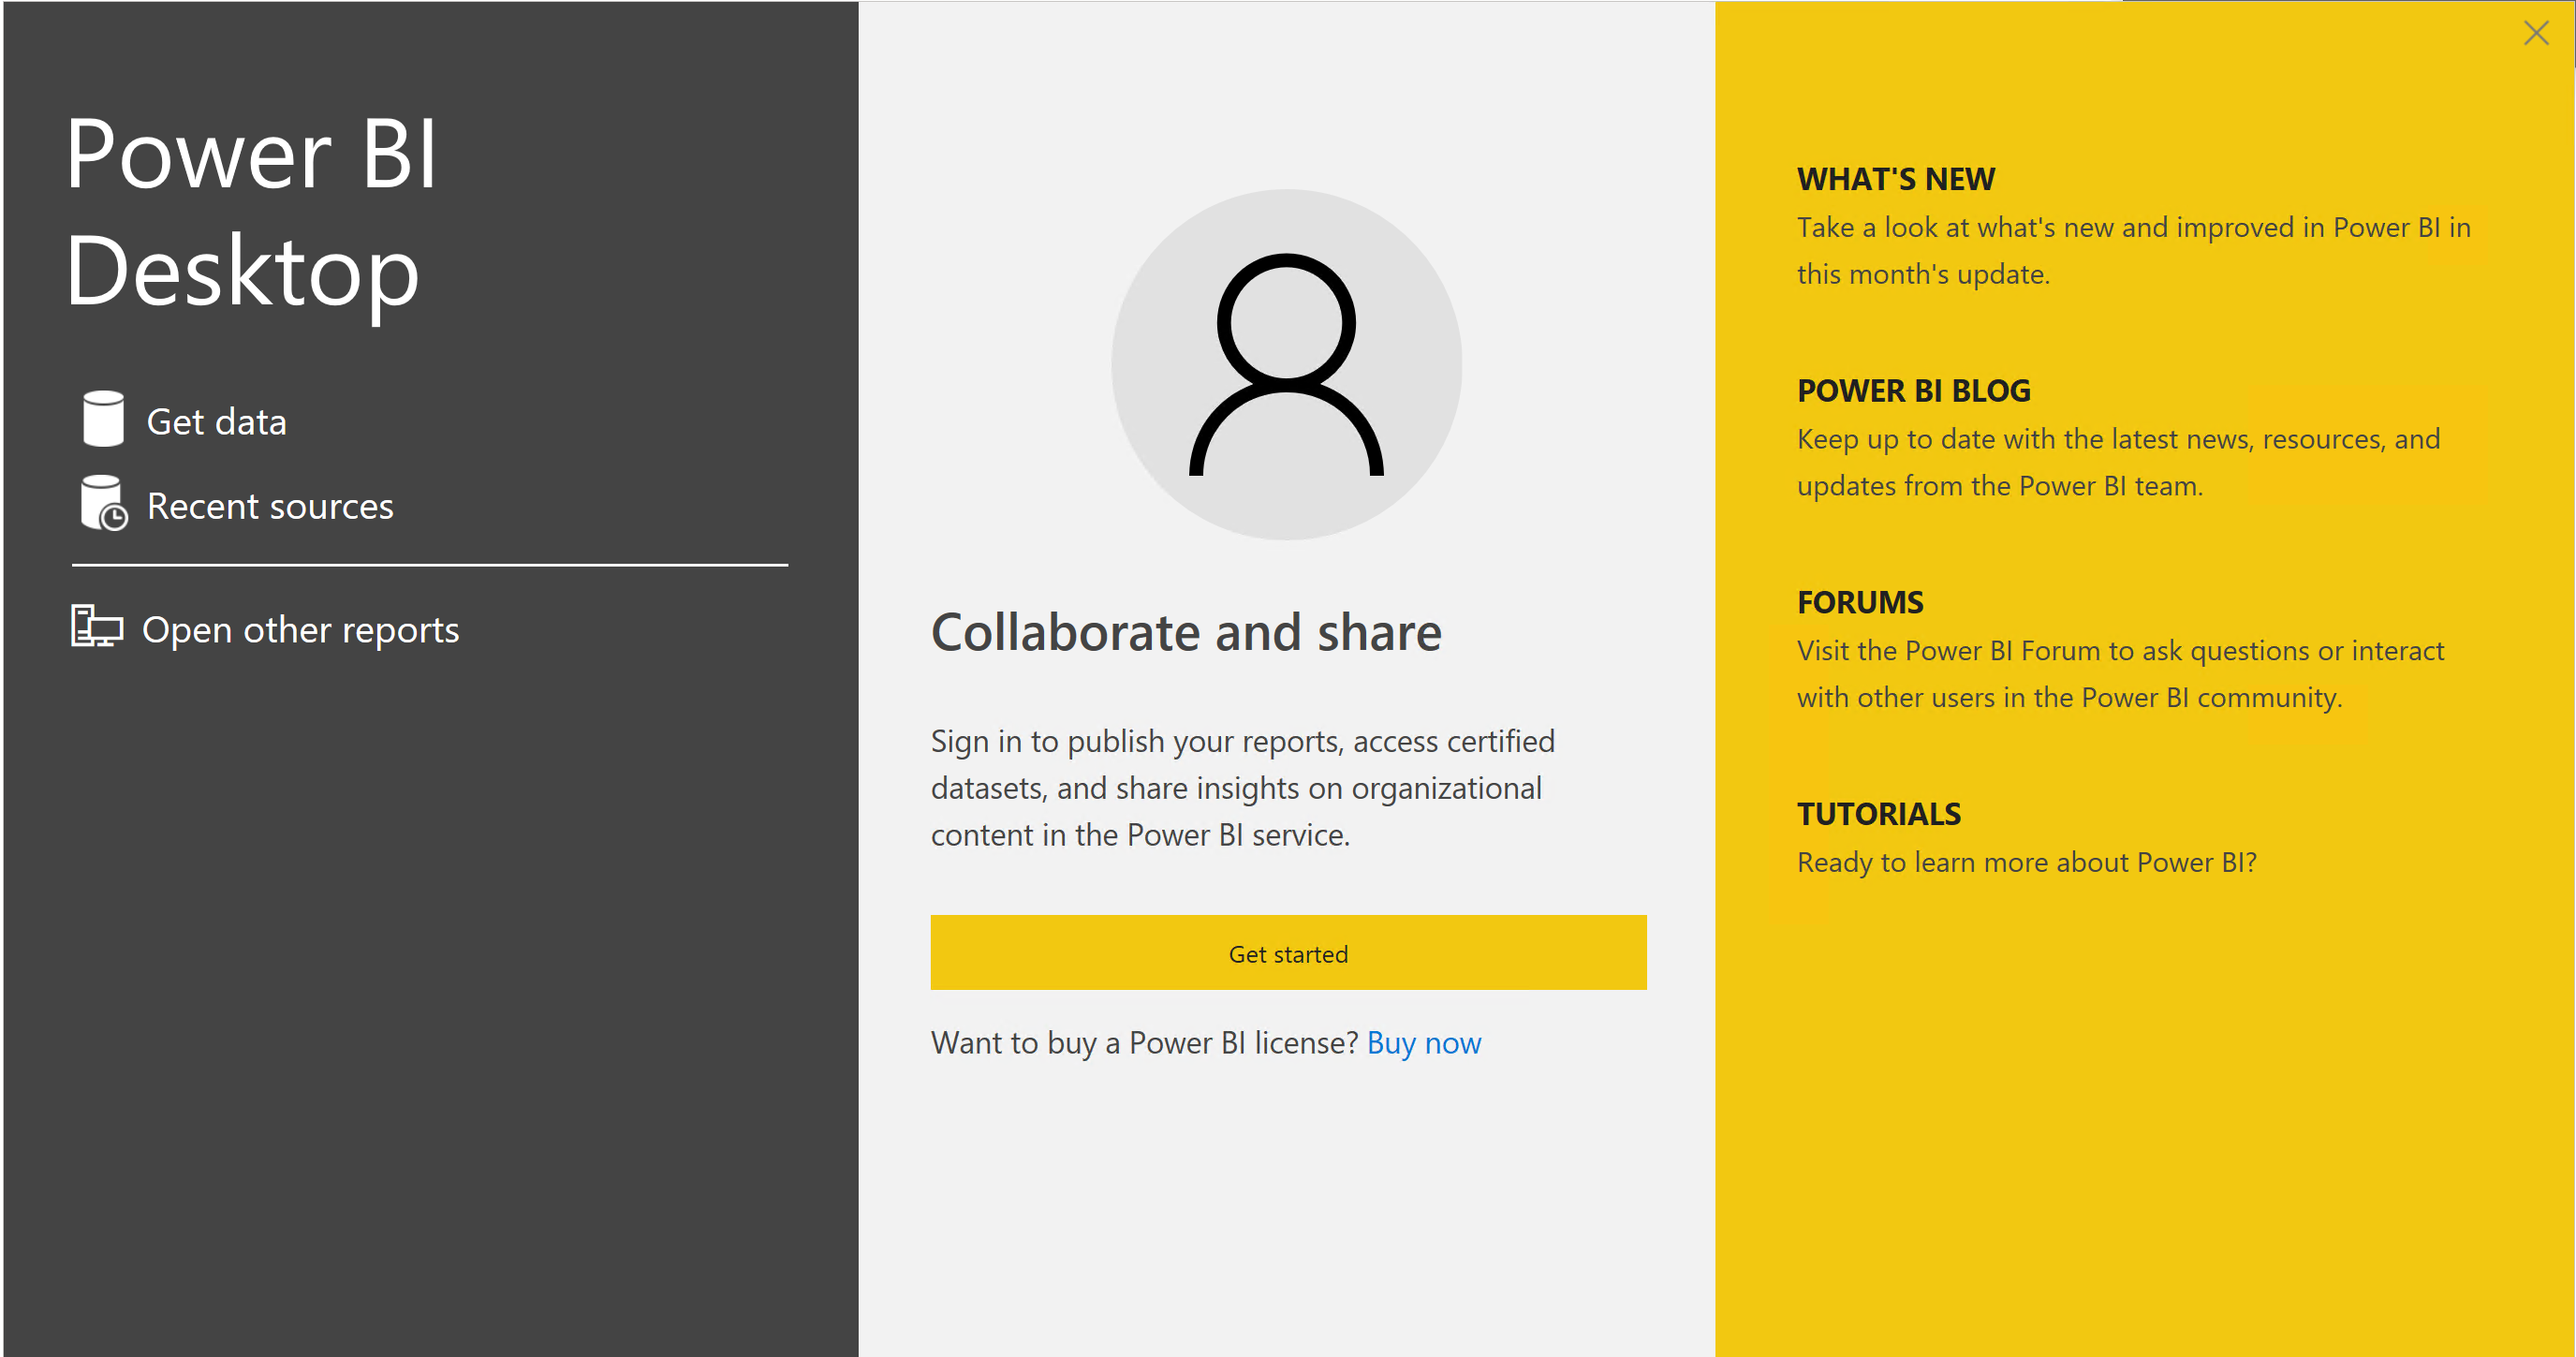 Power BI
Desktop
Get data
Recent sources
Open other reports
Collaborate and share
Sign in to publish your reports, access certified
datasets, and share insights on organizational
content in the Power BI service.
Get started
Want to buy a Power BI license? Buy now
WHAT'S NEW
Take a look at what's new and improved in Power BI in
this month's update.
POWER BI BLOG
Keep up to date with the latest news, resources, and
updates from the Power BI team.
FORUMS
Visit the Power BI Forum to ask questions or interact
with other users in the Power BI community.
TUTORIALS
Ready to learn more about Power BI?